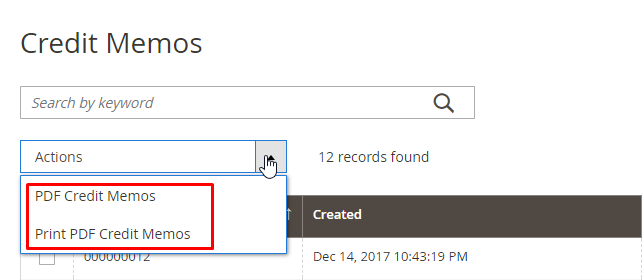 Credit Memos
Search by keyword
Actions
12 records found
PDF Credit Memos
↑ Created
Print PDF Credit Memos
000000012 Dec 14, 2017 10:43:19 PM